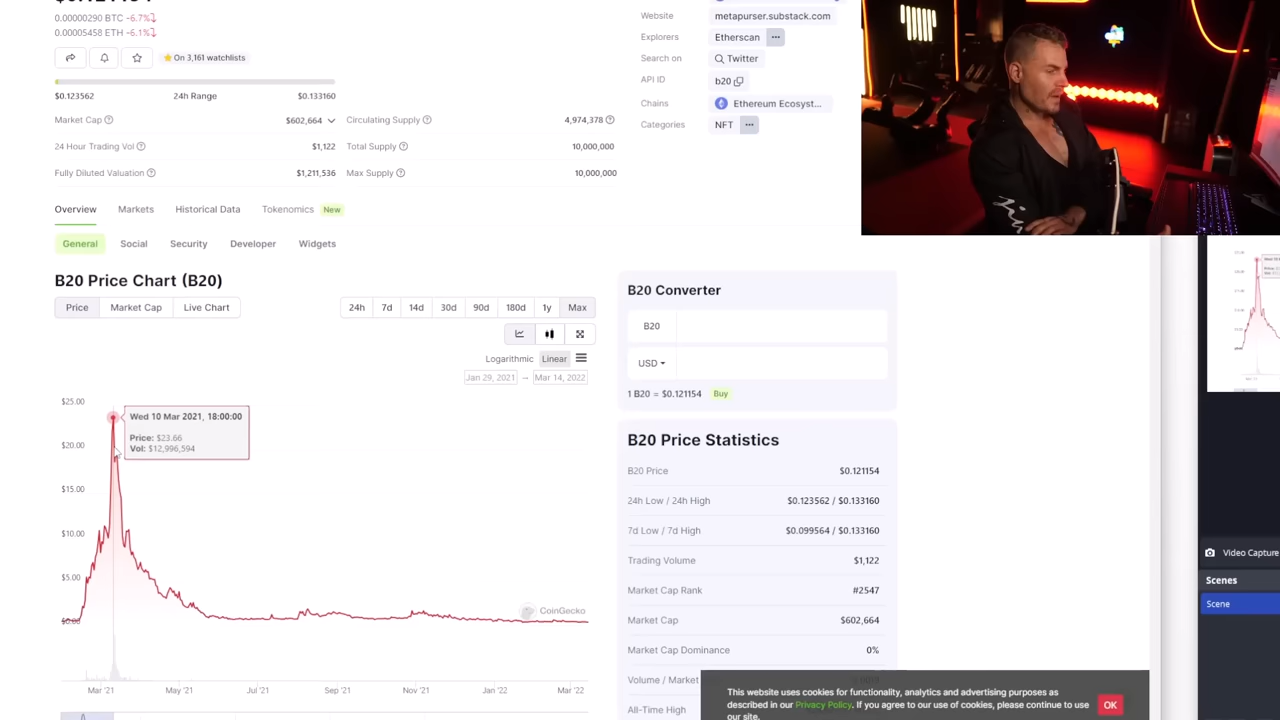 0.00000290 BTC -6.7%
0.00005458 ETH -6.1%
On 3,161 watchlists
$0.123562 24h Range $0.133160
Market Cap $602,664 Circulating Supply 4,974,378
24 Hour Trading Vol $1,122 Total Supply 10,000,000
Fully Diluted Valuation $1,211,536 Max Supply 10,000,000
Website metapurser.substack.com
Explorers Etherscan
Search on Twitter
API ID b20
Chains Ethereum Ecosyst...
Categories NFT
Overview Markets Historical Data Tokenomics New
General Social Security Developer Widgets
B20 Price Chart (B20)
Price Market Cap Live Chart 24h 7d 14d 30d 90d 180d 1y Max
Logarithmic Linear
Jan 29, 2021 → Mar 14, 2022
$25.00
$20.00
$15.00
$10.00
$5.00
$0.00
Wed 10 Mar 2021, 18:00:00
Price: $23.66
Vol: $12,996,594
CoinGecko
Mar '21 May '21 Jul '21 Sep '21 Nov '21 Jan '22 Mar '22
B20 Converter
B20
USD
1 B20 = $0.121154 Buy
B20 Price Statistics
B20 Price $0.121154
24h Low / 24h High $0.123562 / $0.133160
7d Low / 7d High $0.099564 / $0.133160
Trading Volume $1,122
Market Cap Rank #2547
Market Cap $602,664
Market Cap Dominance 0%
Volume / Market
All-Time High
This website uses cookies for functionality, analytics and advertising purposes as
described in our Privacy Policy. If you agree to our use of cookies, please continue to use
our site.
OK
Video Capture
Scenes
Scene